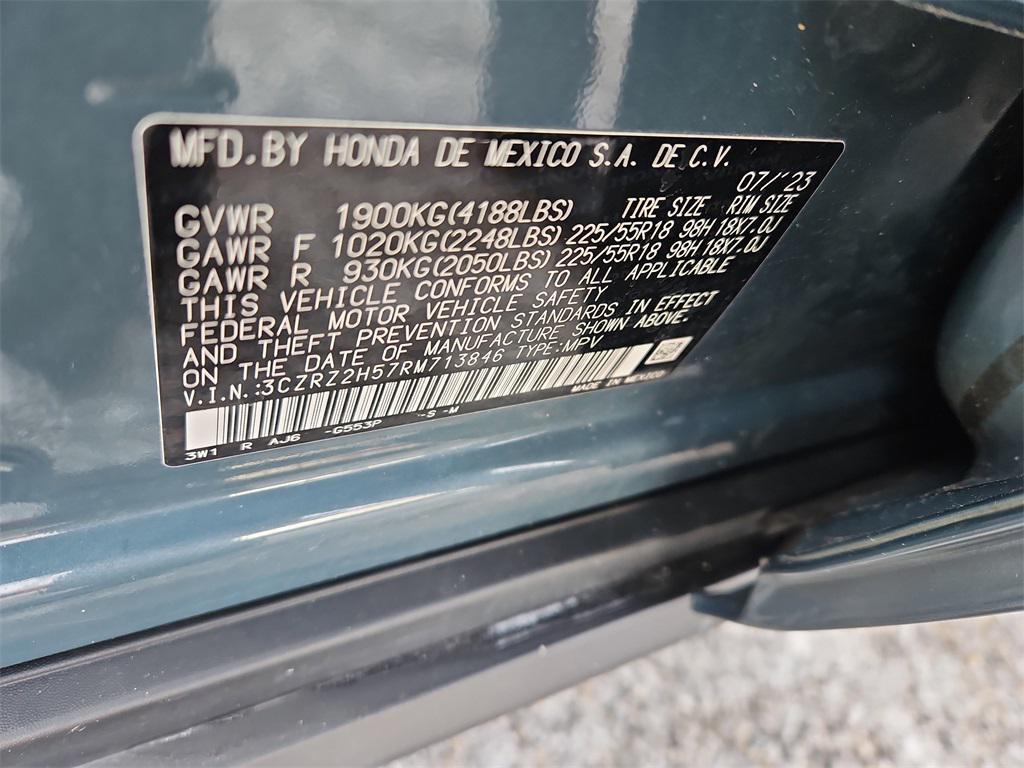 MFD.BY HONDA DE MEXICO S.A. DE C.V.
07/'23
GVWR 1900KG(4188LBS) TIRE SIZE RIM SIZE
GAWR F 1020KG(2248LBS) 225/55R18 98H 18X7.0J
GAWR R 930KG(2050LBS) 225/55R18 98H 18X7.0J
THIS VEHICLE CONFORMS TO ALL APPLICABLE
FEDERAL MOTOR VEHICLE SAFETY
AND THEFT PREVENTION STANDARDS IN EFFECT
ON THE DATE OF MANUFACTURE SHOWN ABOVE.
V.I.N.:3CZRZ2H57RM713846 TYPE:MPV
MADE IN MEXICO
3W1 R AJ6 -G553P -S -M